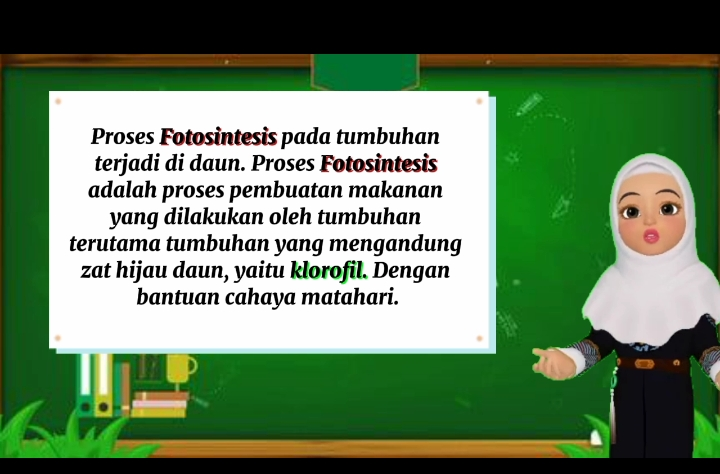 Proses Fotosintesis pada tumbuhan
terjadi di daun. Proses Fotosintesis
adalah proses pembuatan makanan
yang dilakukan oleh tumbuhan
terutama tumbuhan yang mengandung
zat hijau daun, yaitu klorofil. Dengan
bantuan cahaya matahari.